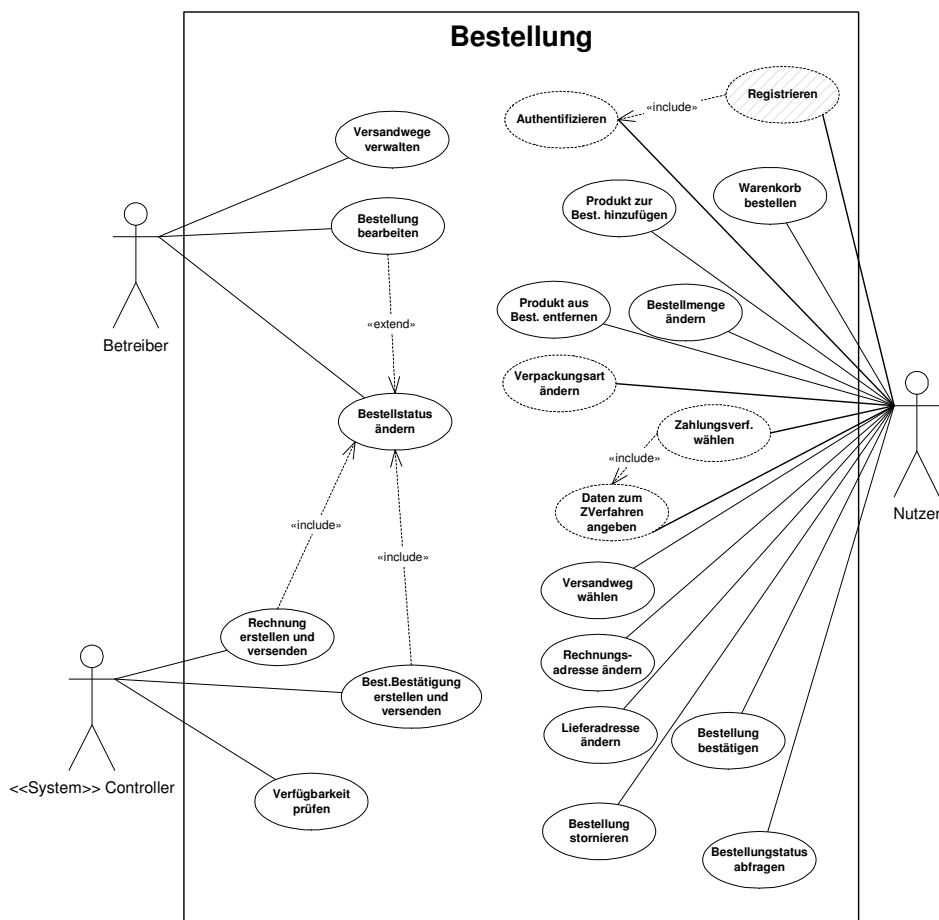 Bestellung
Registrieren
«include»
Authentifizieren
Versandwege
verwalten
Warenkorb
bestellen
Produkt zur
Best. hinzufügen
Bestellung
bearbeiten
Produkt aus
Best. entfernen
Bestellmenge
ändern
«extend»
Betreiber
Verpackungsart
ändern
Bestellstatus
ändern
Zahlungsverf.
wählen
«include»
Daten zum
ZVerfahren
angeben
Nutzer
«include»
«include»
Versandweg
wählen
Rechnung
erstellen und
versenden
Rechnungs-
adresse ändern
Best.Bestätigung
erstellen und
versenden
Lieferadresse
ändern
Bestellung
bestätigen
<<System>> Controller
Verfügbarkeit
prüfen
Bestellung
stornieren
Bestellungstatus
abfragen